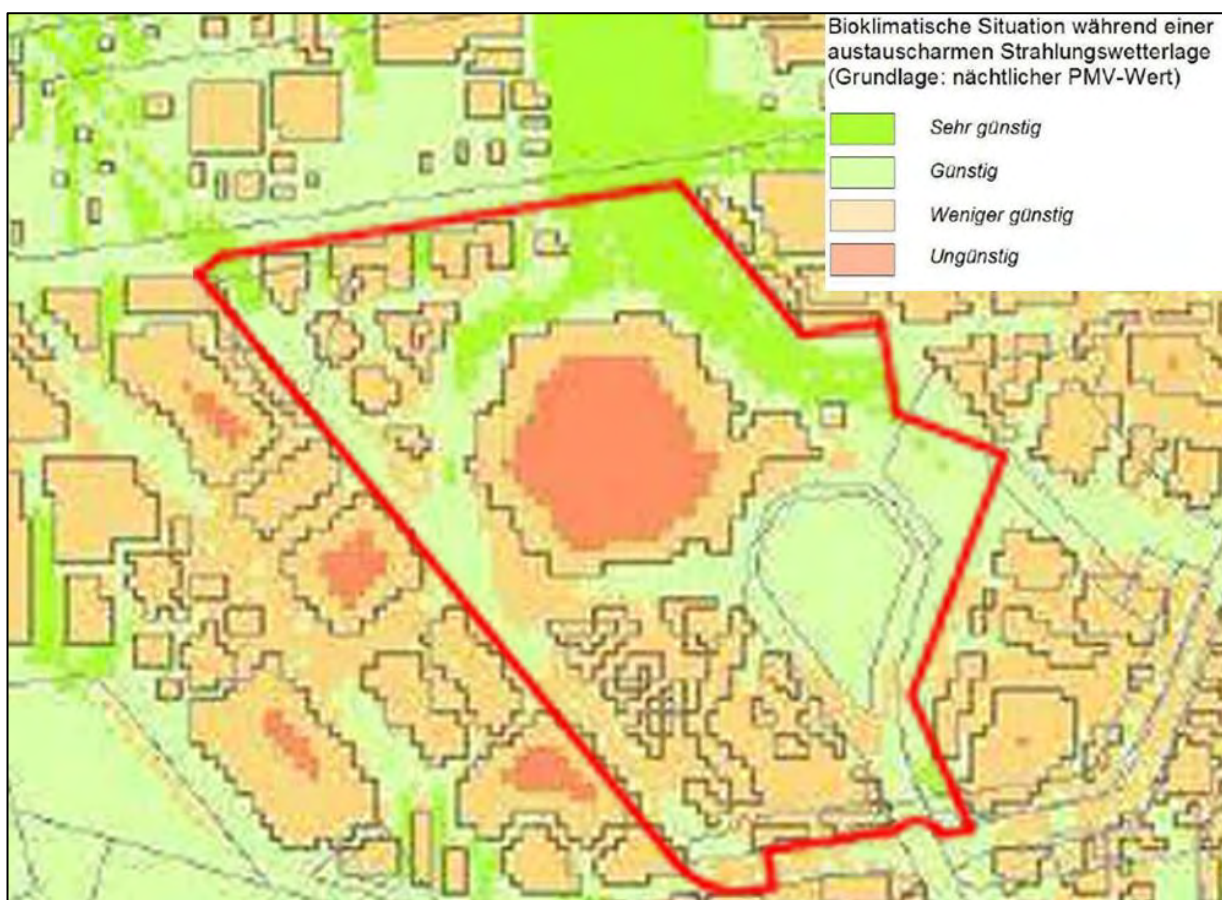 Bioklimatische Situation während einer
austauscharmen Strahlungswetterlage
(Grundlage: nächtlicher PMV-Wert)
Sehr günstig
Günstig
Weniger günstig
Ungünstig